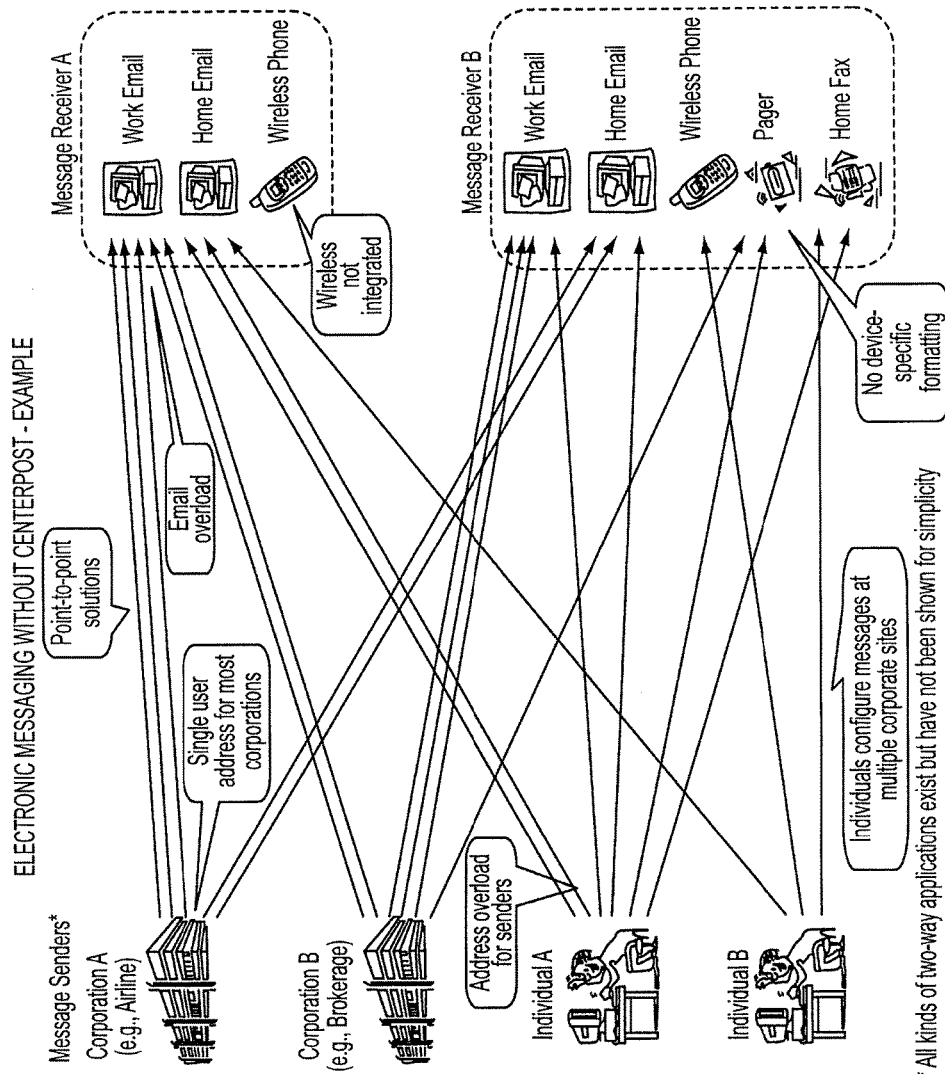 ELECTRONIC MESSAGING WITHOUT CENTERPOST - EXAMPLE
Message Senders*
Corporation A
(e.g., Airline)
Corporation B
(e.g., Brokerage)
Individual A
Individual B
Point-to-point
solutions
Email
overload
Single user
address for most
corporations
Address overload
for senders
Individuals configure messages at
multiple corporate sites
Message Receiver A
Work Email
Home Email
Wireless Phone
Wireless
not
integrated
Message Receiver B
Work Email
Home Email
Wireless Phone
Pager
Home Fax
No device-
specific
formatting
* All kinds of two-way applications exist but have not been shown for simplicity